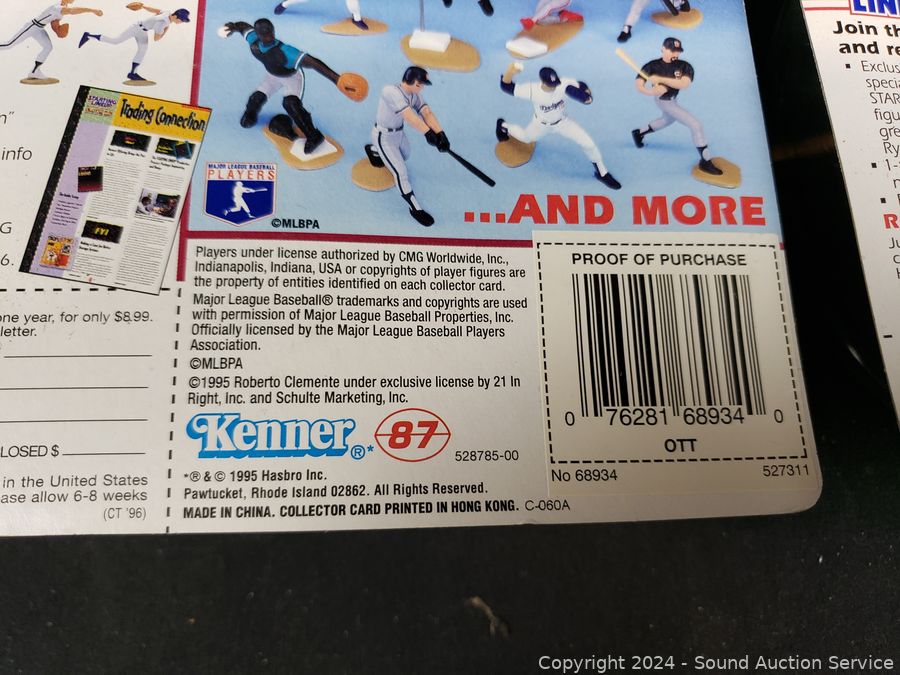 Trading Connection
info
FYI
MAJOR LEAGUE BASEBALL
PLAYERS
©MLBPA
...AND MORE
G
6.
one year, for only $8.99.
letter.
LOSED $
in the United States
ase allow 6-8 weeks
(CT '96)
Players under license authorized by CMG Worldwide, Inc.,
Indianapolis, Indiana, USA or copyrights of player figures are
the property of entities identified on each collector card.
Major League Baseball® trademarks and copyrights are used
with permission of Major League Baseball Properties, Inc.
Officially licensed by the Major League Baseball Players
Association.
©MLBPA
©1995 Roberto Clemente under exclusive license by 21 In
Right, Inc. and Schulte Marketing, Inc.
Kenner®* 87
528785-00
*® & © 1995 Hasbro Inc.
Pawtucket, Rhode Island 02862. All Rights Reserved.
MADE IN CHINA. COLLECTOR CARD PRINTED IN HONG KONG. C-060A
PROOF OF PURCHASE
0 76281 68934 0
OTT
No 68934
527311
Join th
and re
Exclus
specia
STAR
figu
gre
Ry
Copyright 2024 - Sound Auction Service